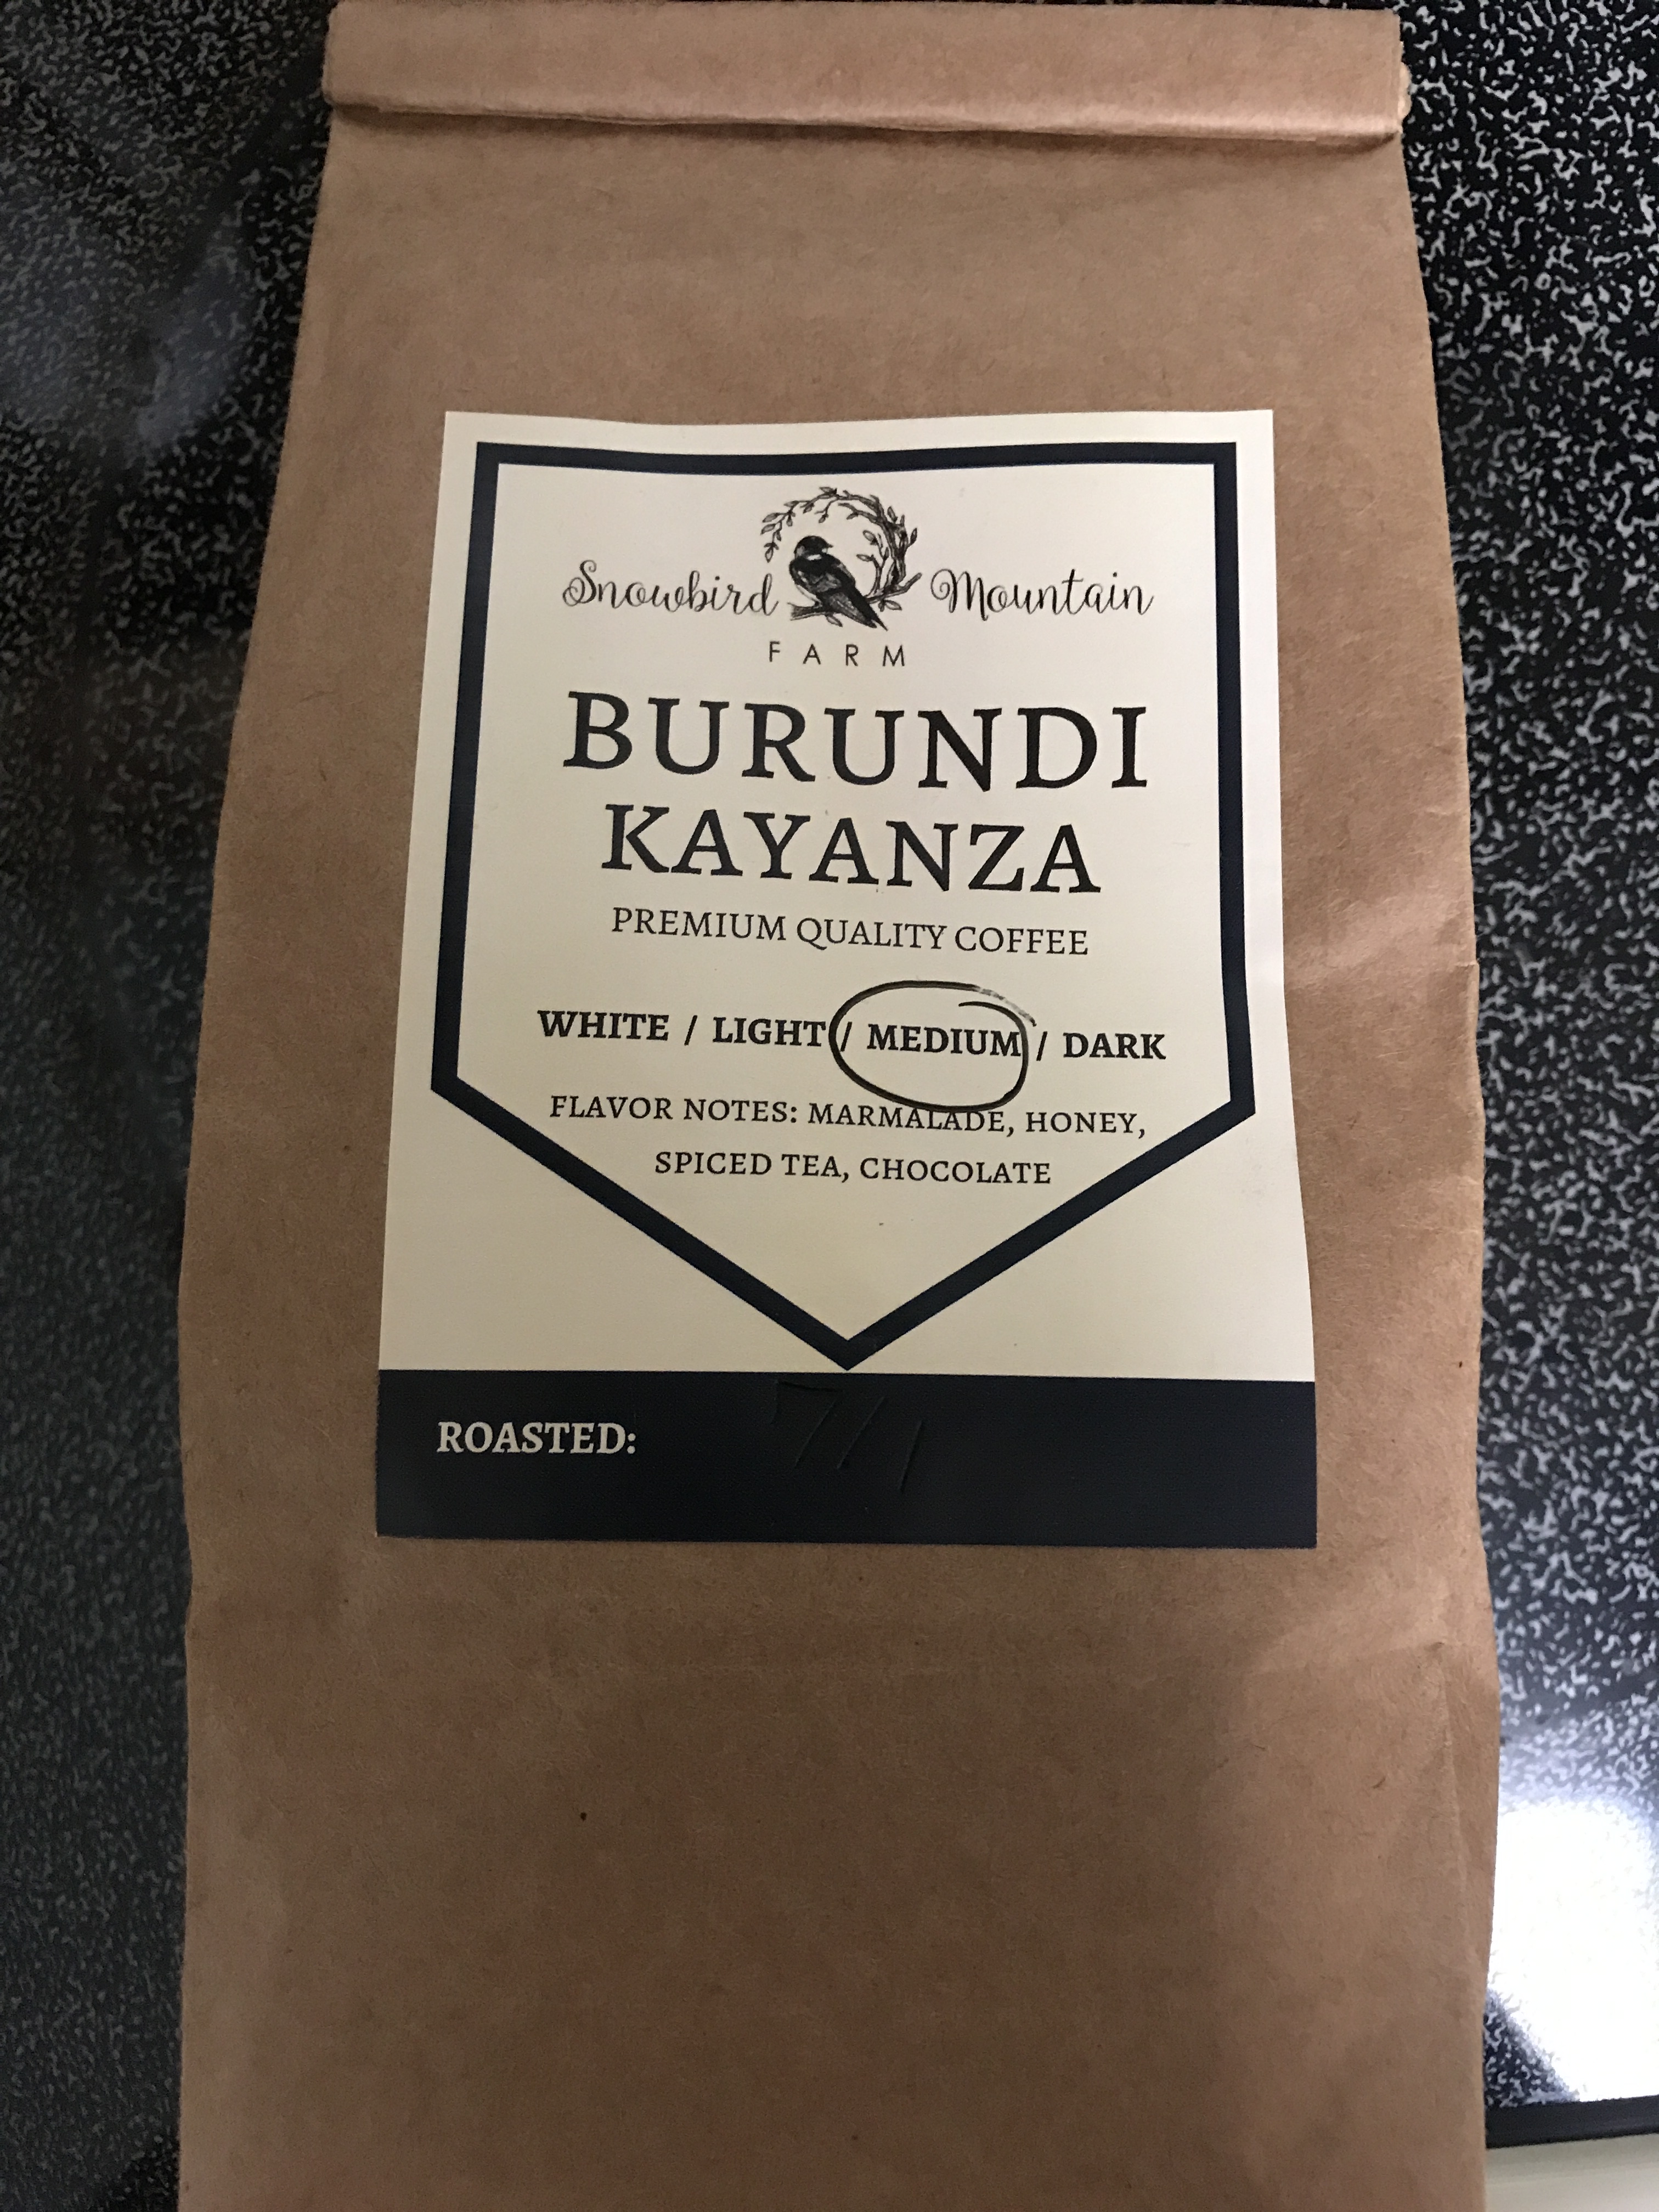 Snowbird Mountain
FARM
BURUNDI
KAYANZA
PREMIUM QUALITY COFFEE
WHITE / LIGHT / MEDIUM / DARK
FLAVOR NOTES: MARMALADE, HONEY,
SPICED TEA, CHOCOLATE
ROASTED: 7/1